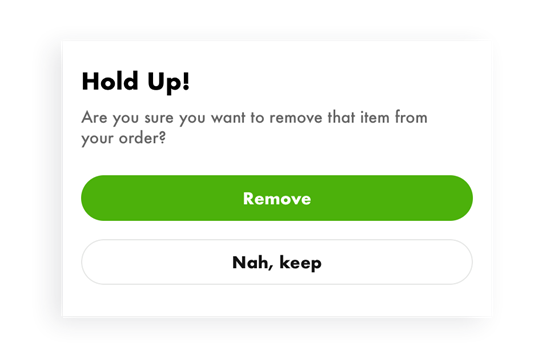 Hold Up!
Are you sure you want to remove that item from
your order?
Remove
Nah, keep